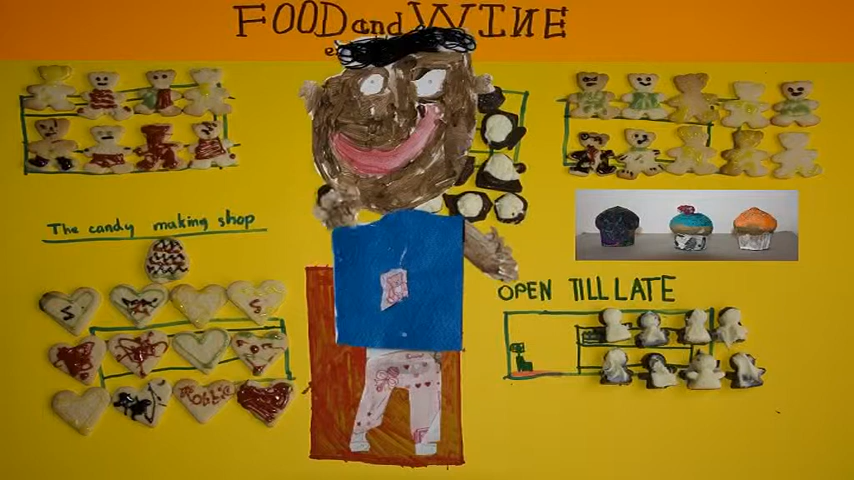 FOOD and WINE
The candy making shop
OPEN TILL LATE
S
S
Robbie